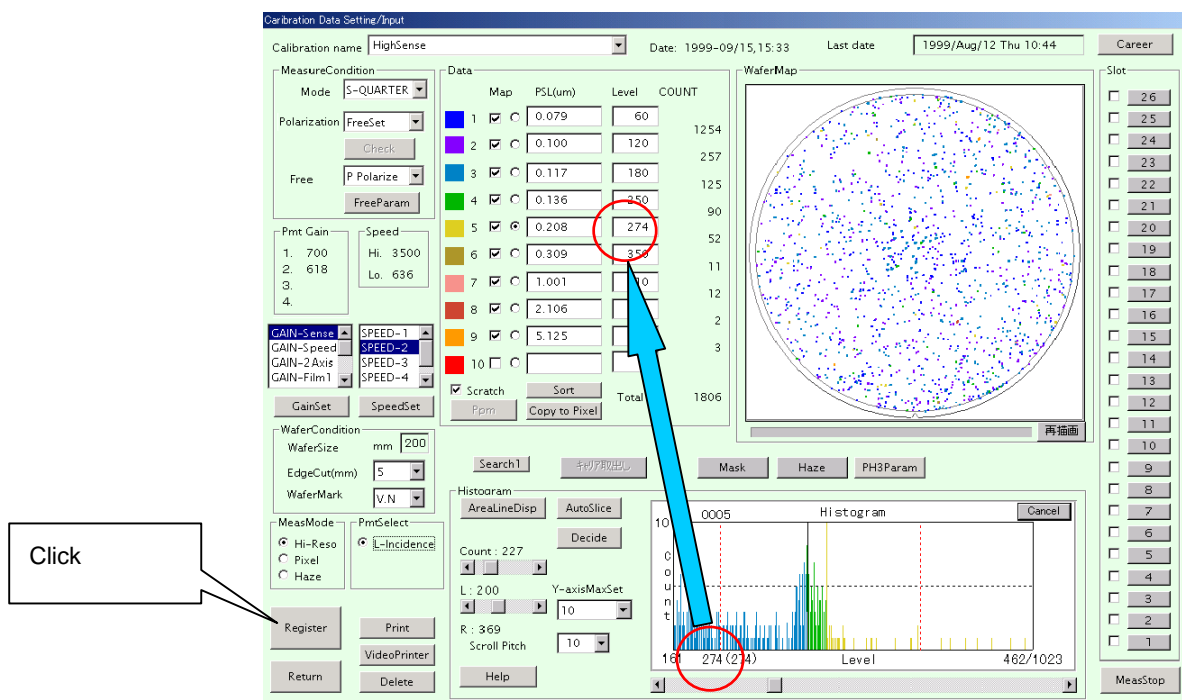 Caribration Data Setting/Input
Calibration name HighSense Date: 1999-09/15,15:33 Last date 1999/Aug/12 Thu 10:44 Career
MeasureCondition
Mode S-QUARTER
Polarization FreeSet
Check
Free P Polarize
FreeParam
Pmt Gain
1. 700
2. 618
3.
4.
Speed
Hi. 3500
Lo. 636
GAIN-Sense
GAIN-Speed
GAIN-2Axis
GAIN-Film1
SPEED-1
SPEED-2
SPEED-3
SPEED-4
GainSet SpeedSet
WaferCondition
WaferSize mm 200
EdgeCut(mm) 5
WaferMark V.N
MeasMode
Hi-Reso
Pixel
Haze
PmtSelect
L-Incidence
Click
Register Print
VideoPrinter
Return Delete
Data
Map PSL(um) Level COUNT
1 0.079 60
1254
2 0.100 120
257
3 0.117 180
125
4 0.136 250
90
5 0.208 274
52
6 0.309 350
11
7 1.001
12
8 2.106
2
9 5.125
3
10
Scratch Sort Total 1806
Ppm Copy to Pixel
WaferMap
再描画
Search1 キャリア取出し Mask Haze PH3Param
Histogram
AreaLineDisp AutoSlice
Decide
Count : 227
L : 200 Y-axisMaxSet
10
R : 369
Scroll Pitch 10
Help
10 0005 Histogram Cancel
Count
161 274(274) Level 462/1023
Slot
26
25
24
23
22
21
20
19
18
17
16
15
14
13
12
11
10
9
8
7
6
5
4
3
2
1
MeasStop